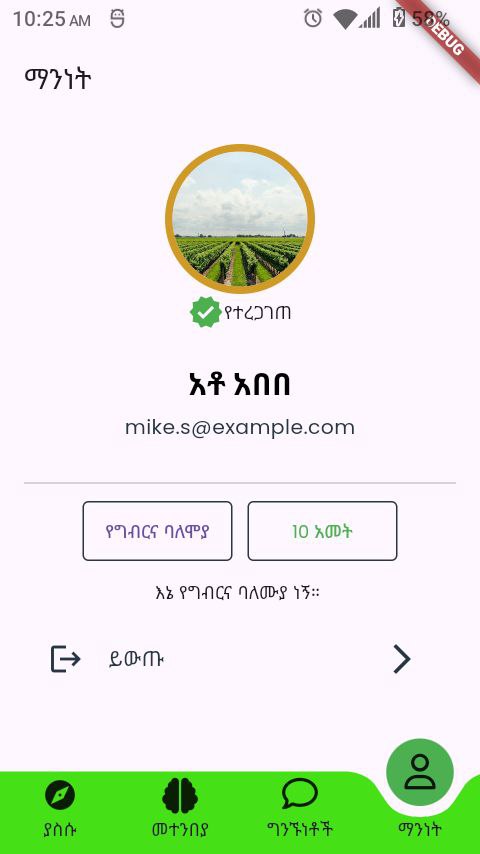 10:25 AM 58%
DEBUG
ማንነት
የተረጋገጠ
አቶ አበበ
mike.s@example.com
የግብርና ባለሞያ 10 አመት
እኔ የግብርና ባለሙያ ነኝ።
ይውጡ
ያስሱ መተንበያ ግንኙነቶች ማንነት